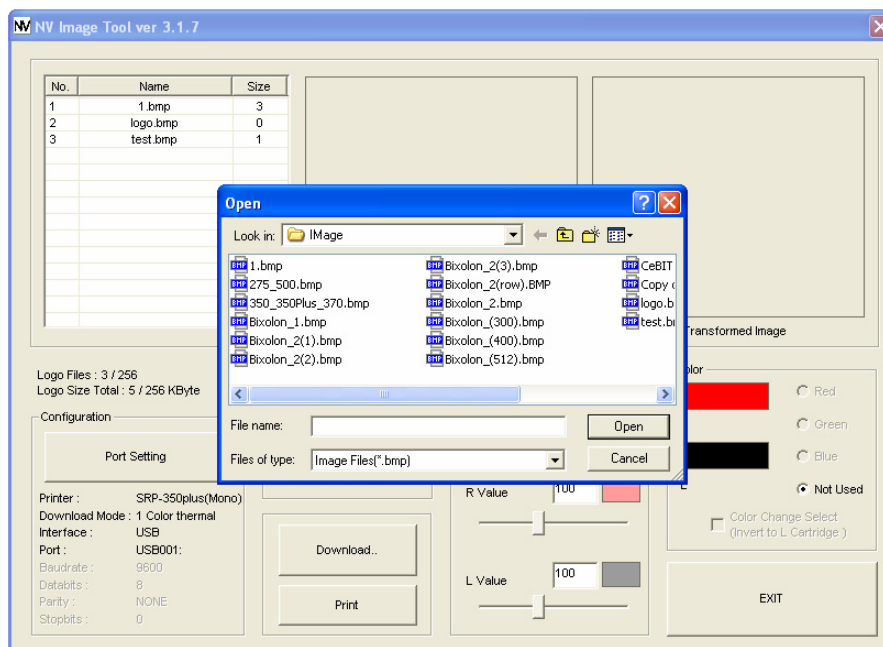 NV NV Image Tool ver 3.1.7
No. Name Size
1 1.bmp 3
2 logo.bmp 0
3 test.bmp 1
Open
Look in: IMage
1.bmp
275_500.bmp
350_350Plus_370.bmp
Bixolon_1.bmp
Bixolon_2(1).bmp
Bixolon_2(2).bmp
Bixolon_2(3).bmp
Bixolon_2(row).BMP
Bixolon_2.bmp
Bixolon_(300).bmp
Bixolon_(400).bmp
Bixolon_(512).bmp
CeBIT
Copy
logo.b
test.b
File name:
Open
Files of type: Image Files(*.bmp)
Cancel
Transformed Image
Logo Files : 3 / 256
Logo Size Total : 5 / 256 KByte
Configuration
Port Setting
Printer : SRP-350plus(Mono)
Download Mode : 1 Color thermal
Interface : USB
Port : USB001:
Baudrate : 9600
Databits : 8
Parity : NONE
Stopbits : 0
Download..
Print
R Value 100
L Value 100
olor
Red
Green
Blue
L
Not Used
Color Change Select
(Invert to L Cartridge )
EXIT